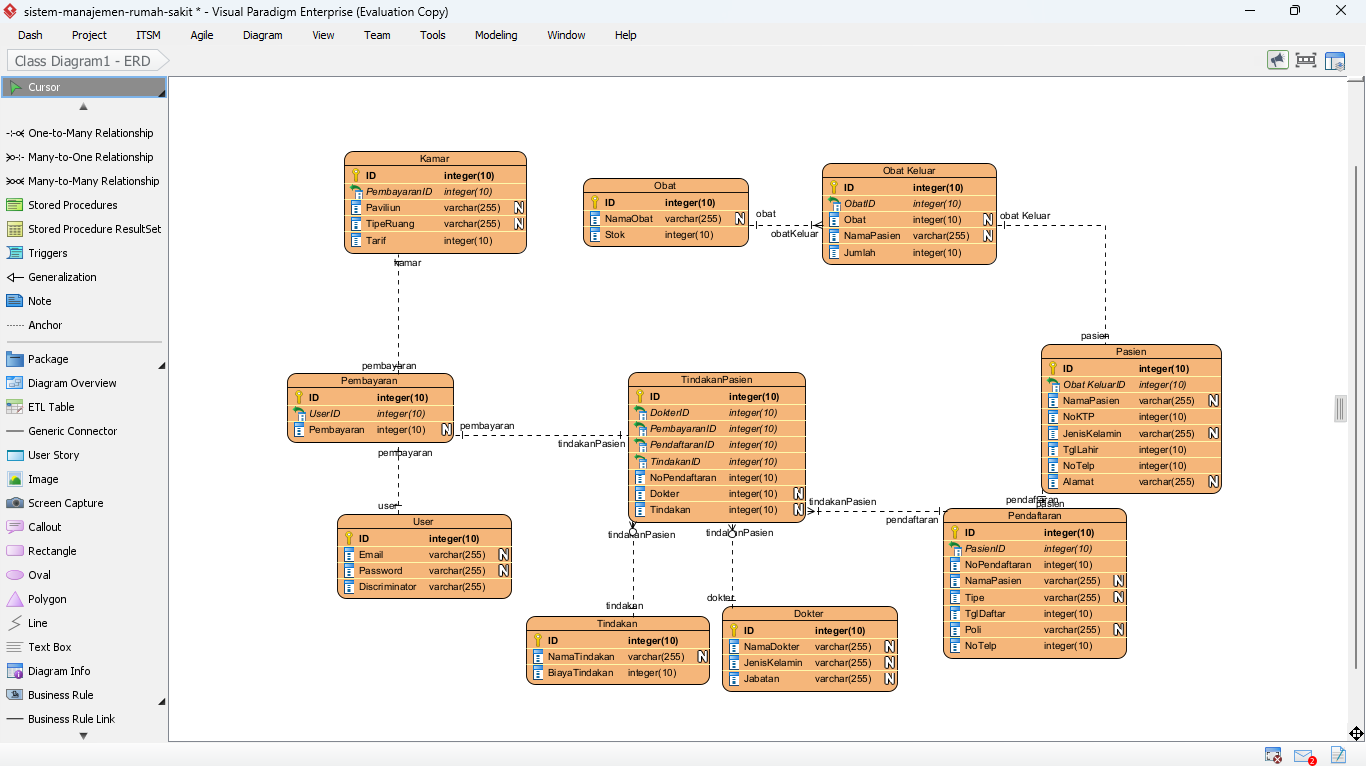 sistem-manajemen-rumah-sakit * - Visual Paradigm Enterprise (Evaluation Copy)
Dash Project ITSM Agile Diagram View Team Tools Modeling Window Help
Class Diagram1 - ERD
Cursor
One-to-Many Relationship
Many-to-One Relationship
Many-to-Many Relationship
Stored Procedures
Stored Procedure ResultSet
Triggers
Generalization
Note
Anchor
Package
Diagram Overview
ETL Table
Generic Connector
User Story
Image
Screen Capture
Callout
Rectangle
Oval
Polygon
Line
Text Box
Diagram Info
Business Rule
Business Rule Link
Kamar
ID integer(10)
PembayaranID integer(10)
Paviliun varchar(255) N
TipeRuang varchar(255) N
Tarif integer(10)
kamar
pembayaran
Obat
ID integer(10)
NamaObat varchar(255) N
Stok integer(10)
obat
obatKeluar
Obat Keluar
ID integer(10)
ObatID integer(10)
Obat integer(10) N
NamaPasien varchar(255) N
Jumlah integer(10)
obat Keluar
pasien
Pasien
ID integer(10)
Obat KeluarID integer(10)
NamaPasien varchar(255) N
NoKTP integer(10)
JenisKelamin varchar(255) N
TglLahir integer(10)
NoTelp integer(10)
Alamat varchar(255) N
Pembayaran
ID integer(10)
UserID integer(10)
Pembayaran integer(10) N
pembayaran
tindakanPasien
pembayaran
user
User
ID integer(10)
Email varchar(255) N
Password varchar(255) N
Discriminator varchar(255)
TindakanPasien
ID integer(10)
DokterID integer(10)
PembayaranID integer(10)
PendaftaranID integer(10)
TindakanID integer(10)
NoPendaftaran integer(10)
Dokter integer(10) N
Tindakan integer(10) N
tindakanPasien
pendaftaran
pendaftaran
pasien
Pendaftaran
ID integer(10)
PasienID integer(10)
NoPendaftaran integer(10)
NamaPasien varchar(255) N
Tipe varchar(255) N
TglDaftar integer(10)
Poli varchar(255) N
NoTelp integer(10)
tindakanPasien
tindakanPasien
tindakan
dokter
Tindakan
ID integer(10)
NamaTindakan varchar(255) N
BiayaTindakan integer(10)
Dokter
ID integer(10)
NamaDokter varchar(255) N
JenisKelamin varchar(255) N
Jabatan varchar(255) N
2